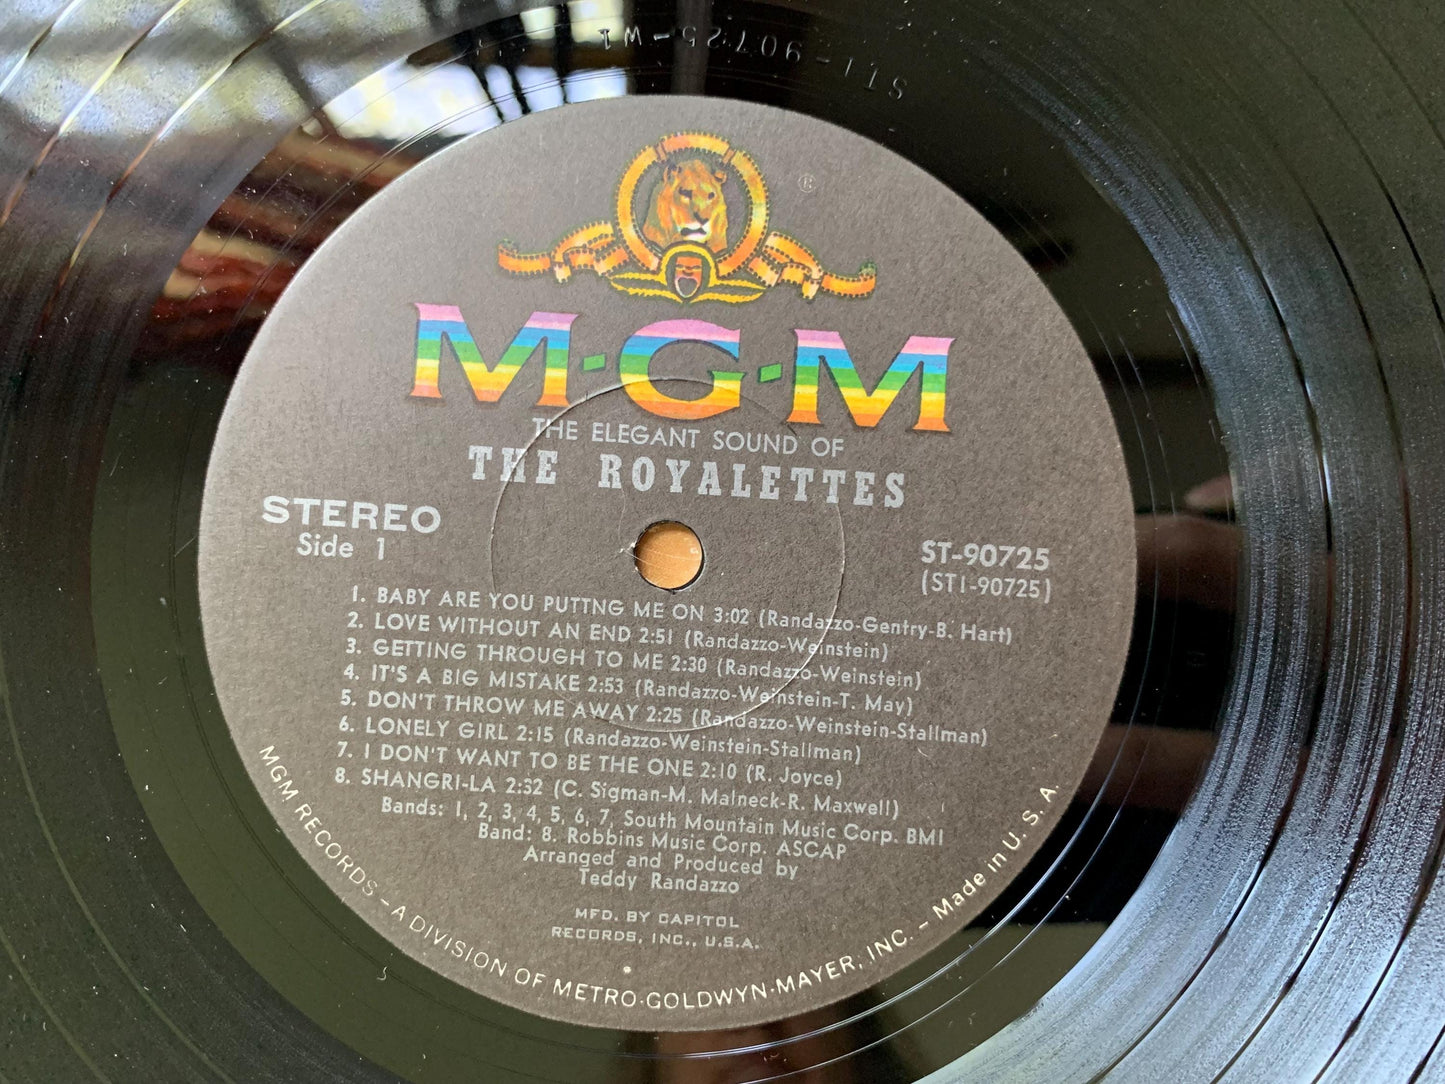 ST1-90725-W1
®
M·G·M
THE ELEGANT SOUND OF
THE ROYALETTES
STEREO
Side 1
ST-90725
(ST1-90725)
1. BABY ARE YOU PUTTNG ME ON 3:02 (Randazzo-Gentry-B. Hart)
2. LOVE WITHOUT AN END 2:51 (Randazzo-Weinstein)
3. GETTING THROUGH TO ME 2:30 (Randazzo-Weinstein)
4. IT'S A BIG MISTAKE 2:53 (Randazzo-Weinstein-T. May)
5. DON'T THROW ME AWAY 2:25 (Randazzo-Weinstein-Stallman)
6. LONELY GIRL 2:15 (Randazzo-Weinstein-Stallman)
7. I DON'T WANT TO BE THE ONE 2:10 (R. Joyce)
8. SHANGRI-LA 2:32 (C. Sigman-M. Malneck-R. Maxwell)
Bands: 1, 2, 3, 4, 5, 6, 7, South Mountain Music Corp. BMI
Band: 8. Robbins Music Corp. ASCAP
Arranged and Produced by
Teddy Randazzo
MFD. BY CAPITOL
RECORDS, INC., U.S.A.
MGM RECORDS – A DIVISION OF METRO-GOLDWYN-MAYER, INC. – Made in U. S. A.